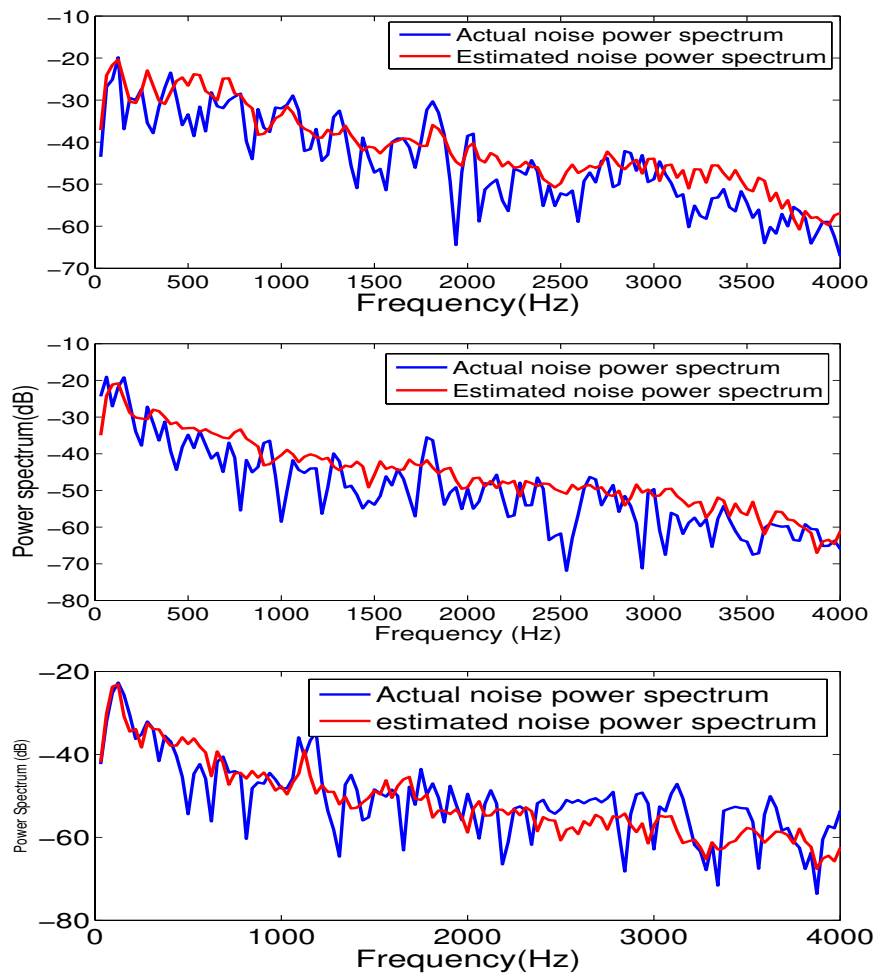 −10
Actual noise power spectrum
Estimated noise power spectrum
−20
−30
−40
−50
−60
−70
0 500 1000 1500 2000 2500 3000 3500 4000
Frequency(Hz)
−10
Actual noise power spectrum
Estimated noise power spectrum
−20
−30
−40
−50
−60
−70
−80
Power spectrum(dB)
0 500 1000 1500 2000 2500 3000 3500 4000
Frequency (Hz)
−20
Actual noise power spectrum
estimated noise power spectrum
−40
−60
−80
Power Spectrum (dB)
0 1000 2000 3000 4000
Frequency(Hz)